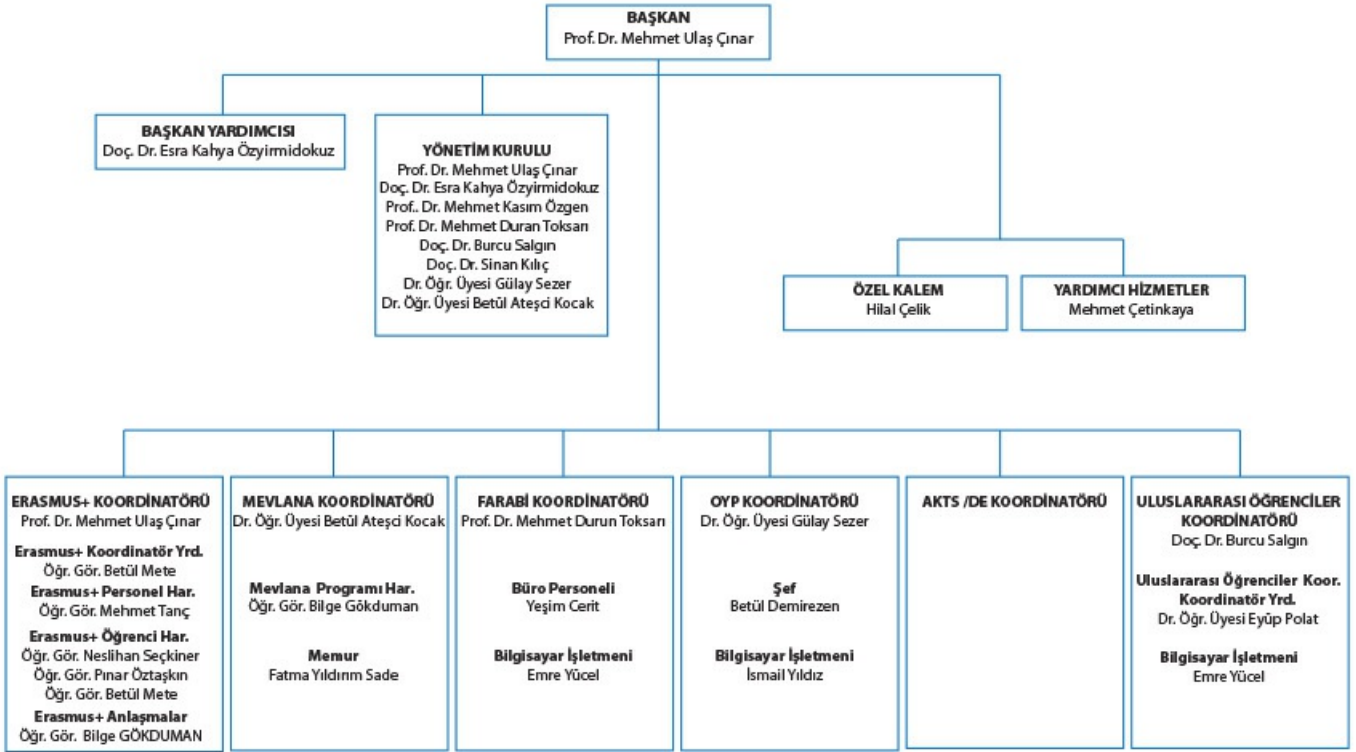 BAŞKAN
Prof. Dr. Mehmet Ulaş Çınar
BAŞKAN YARDIMCISI
Doç. Dr. Esra Kahya Özyirmidokuz
YÖNETİM KURULU
Prof. Dr. Mehmet Ulaş Çınar
Doç. Dr. Esra Kahya Özyirmidokuz
Prof.. Dr. Mehmet Kasım Özgen
Prof. Dr. Mehmet Duran Toksarı
Doç. Dr. Burcu Salgın
Doç. Dr. Sinan Kılıç
Dr. Öğr. Üyesi Gülay Sezer
Dr. Öğr. Üyesi Betül Ateşci Kocak
ÖZEL KALEM
Hilal Çelik
YARDIMCI HİZMETLER
Mehmet Çetinkaya
ERASMUS+ KOORDİNATÖRÜ
Prof. Dr. Mehmet Ulaş Çınar
Erasmus+ Koordinatör Yrd.
Öğr. Gör. Betül Mete
Erasmus+ Personel Har.
Öğr. Gör. Mehmet Tanç
Erasmus+ Öğrenci Har.
Öğr. Gör. Neslihan Seçkiner
Öğr. Gör. Pınar Öztaşkın
Öğr. Gör. Betül Mete
Erasmus+ Anlaşmalar
Öğr. Gör. Bilge GÖKDUMAN
MEVLANA KOORDİNATÖRÜ
Dr. Öğr. Üyesi Betül Ateşci Kocak
Mevlana Programı Har.
Öğr. Gör. Bilge Gökduman
Memur
Fatma Yıldırım Sade
FARABİ KOORDİNATÖRÜ
Prof. Dr. Mehmet Durun Toksarı
Büro Personeli
Yeşim Cerit
Bilgisayar İşletmeni
Emre Yücel
OYP KOORDİNATÖRÜ
Dr. Öğr. Üyesi Gülay Sezer
Şef
Betül Demirezen
Bilgisayar İşletmeni
İsmail Yıldız
AKTS /DE KOORDİNATÖRÜ
ULUSLARARASI ÖĞRENCİLER
KOORDİNATÖRÜ
Doç. Dr. Burcu Salgın
Uluslararası Öğrenciler Koor.
Koordinatör Yrd.
Dr. Öğr. Üyesi Eyüp Polat
Bilgisayar İşletmeni
Emre Yücel